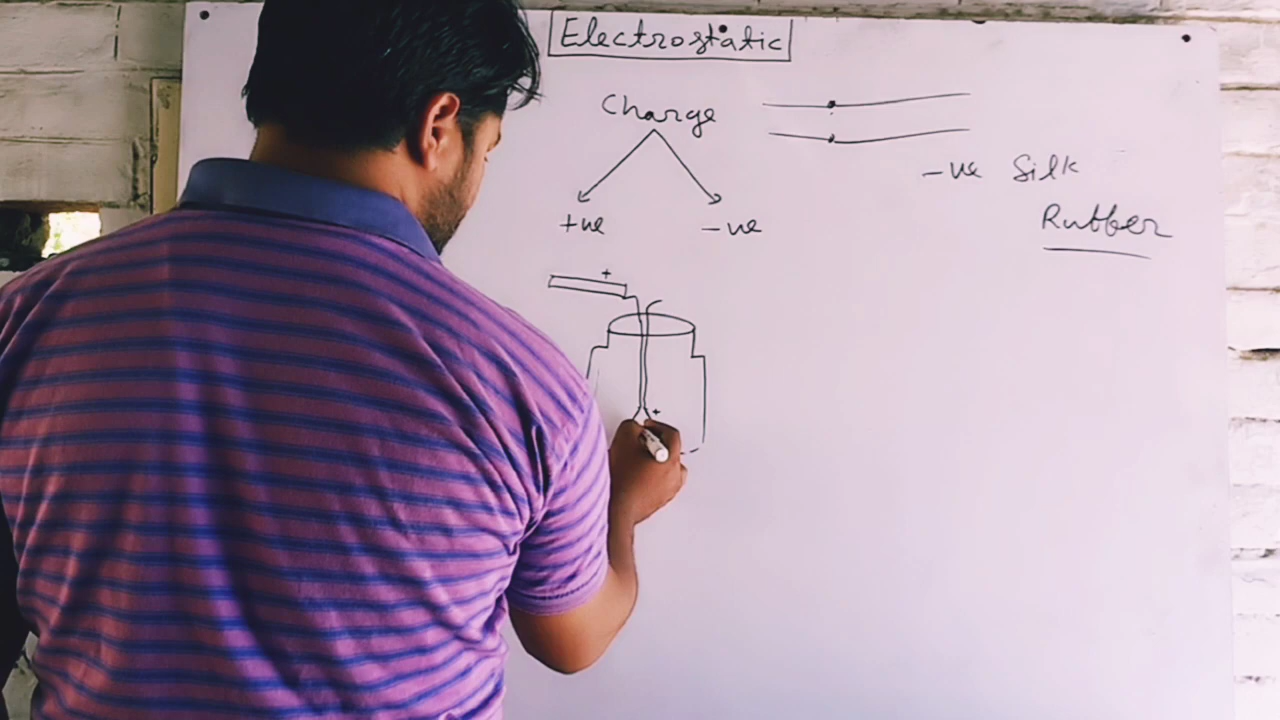 Electrostatic
Charge
+ve -ve
-ve Silk
Rubber
+
+